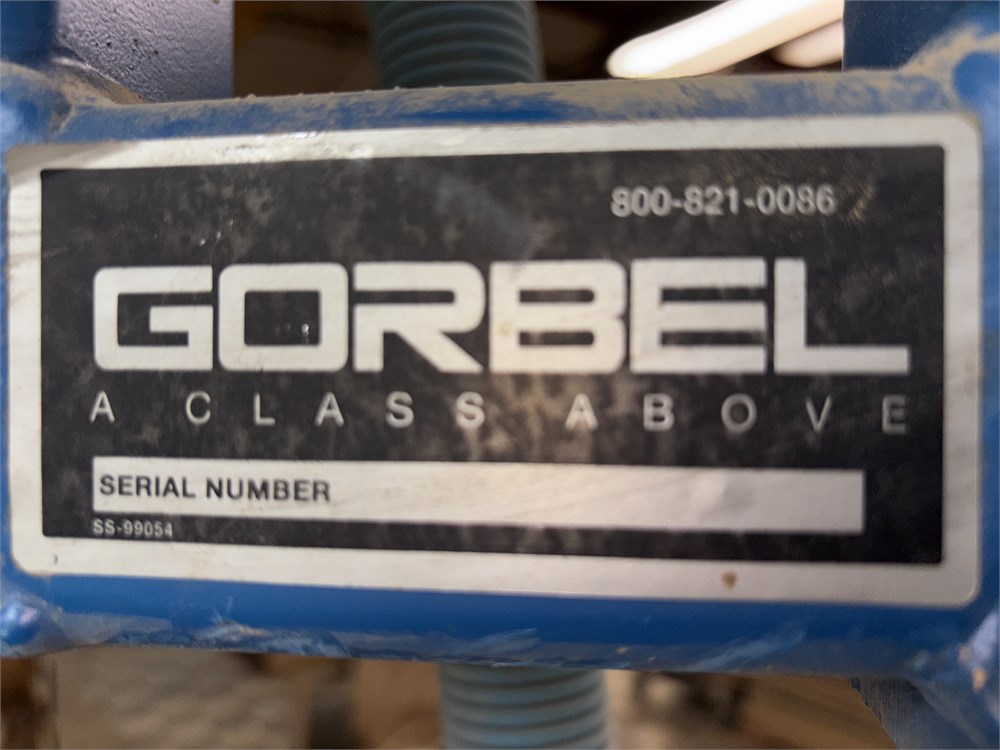 800-821-0086
GORBEL
A CLASS ABOVE
SERIAL NUMBER
SS-99054